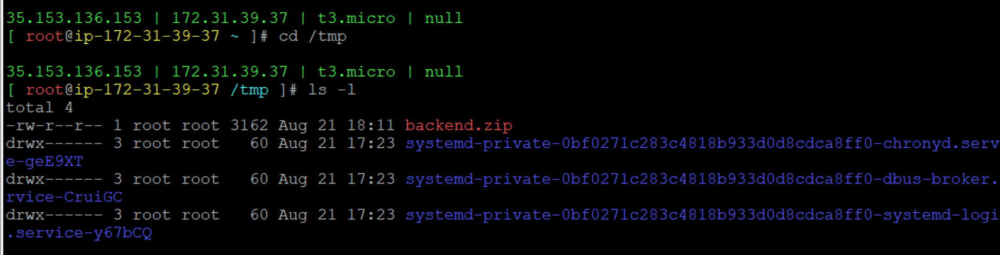 35.153.136.153 | 172.31.39.37 | t3.micro | null
[ root@ip-172-31-39-37 ~ ]# cd /tmp
35.153.136.153 | 172.31.39.37 | t3.micro | null
[ root@ip-172-31-39-37 /tmp ]# ls -l
total 4
-rw-r--r-- 1 root root 3162 Aug 21 18:11 backend.zip
drwx------ 3 root root   60 Aug 21 17:23 systemd-private-0bf0271c283c4818b933d0d8cdca8ff0-chronyd.serv
e-geE9XT
drwx------ 3 root root   60 Aug 21 17:23 systemd-private-0bf0271c283c4818b933d0d8cdca8ff0-dbus-broker.
rvice-CruiGC
drwx------ 3 root root   60 Aug 21 17:23 systemd-private-0bf0271c283c4818b933d0d8cdca8ff0-systemd-logi
.service-y67bCQ